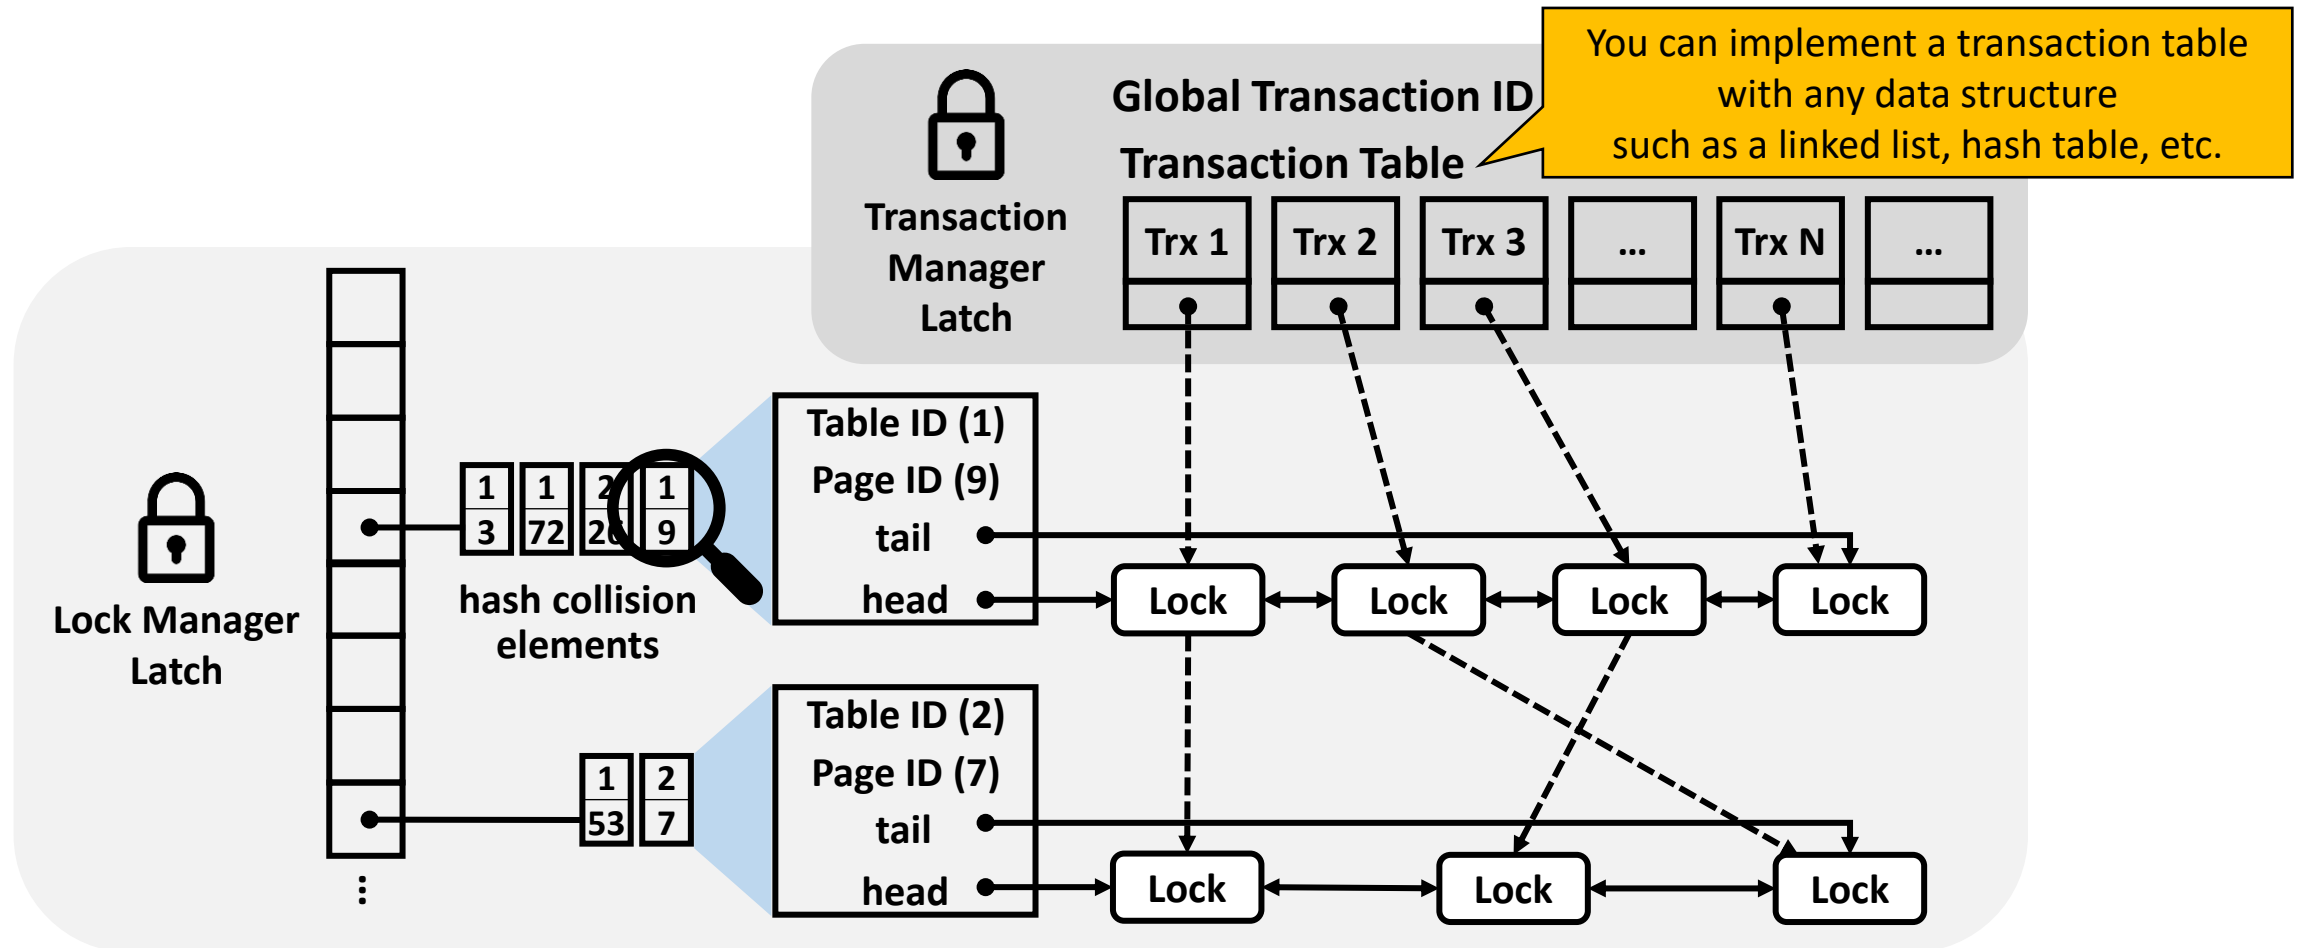 You can implement a transaction table
with any data structure
such as a linked list, hash table, etc.
Global Transaction ID
Transaction Table
Transaction
Manager
Latch
Trx 1
Trx 2
Trx 3
...
Trx N
...
Lock Manager
Latch
1
3
1
72
2
26
1
9
hash collision
elements
Table ID (1)
Page ID (9)
tail
head
Lock
Lock
Lock
Lock
1
53
2
7
Table ID (2)
Page ID (7)
tail
head
Lock
Lock
Lock
...